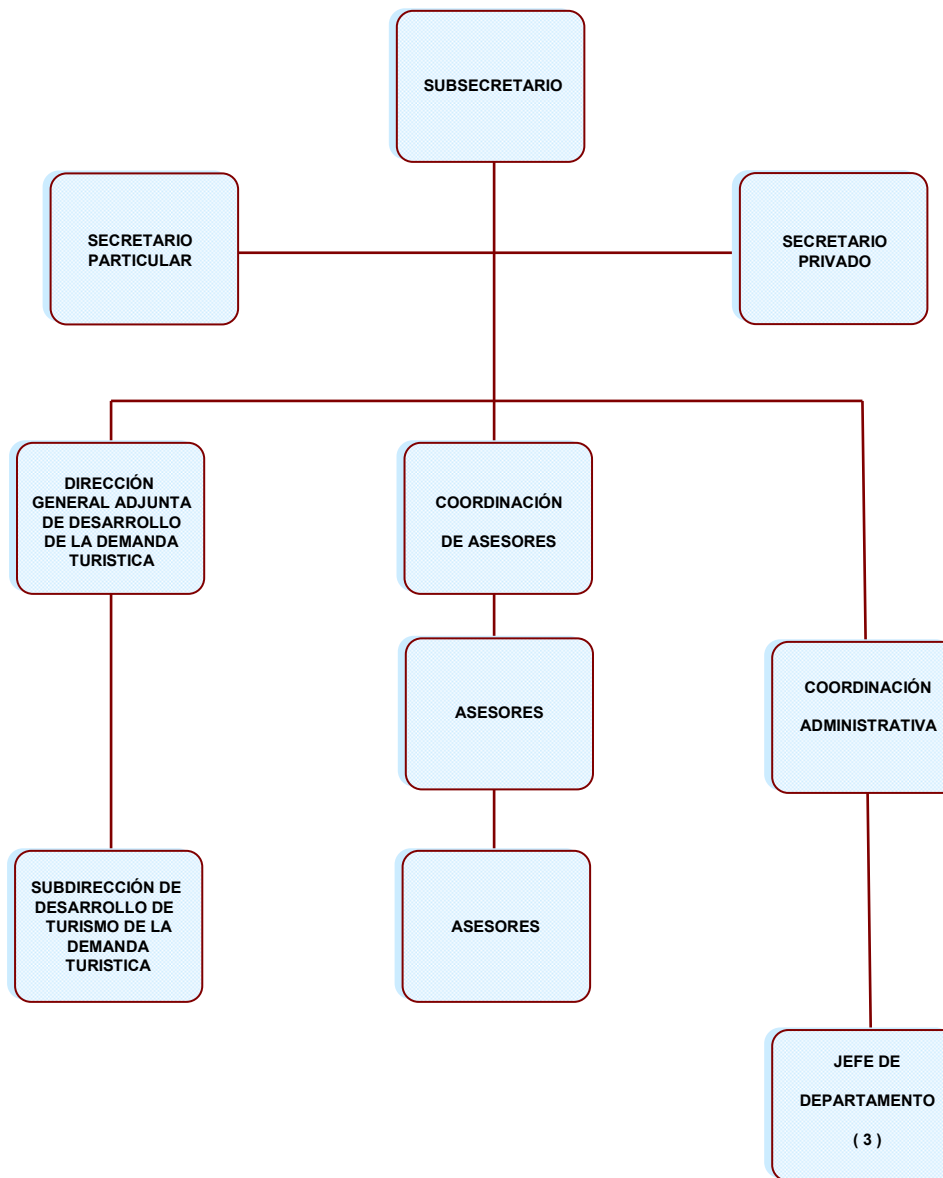 SUBSECRETARIO
SECRETARIO
PARTICULAR
SECRETARIO
PRIVADO
DIRECCIÓN
GENERAL ADJUNTA
DE DESARROLLO
DE LA DEMANDA
TURISTICA
COORDINACIÓN
DE ASESORES
ASESORES
COORDINACIÓN
ADMINISTRATIVA
SUBDIRECCIÓN DE
DESARROLLO DE
TURISMO DE LA
DEMANDA
TURISTICA
ASESORES
JEFE DE
DEPARTAMENTO
( 3 )